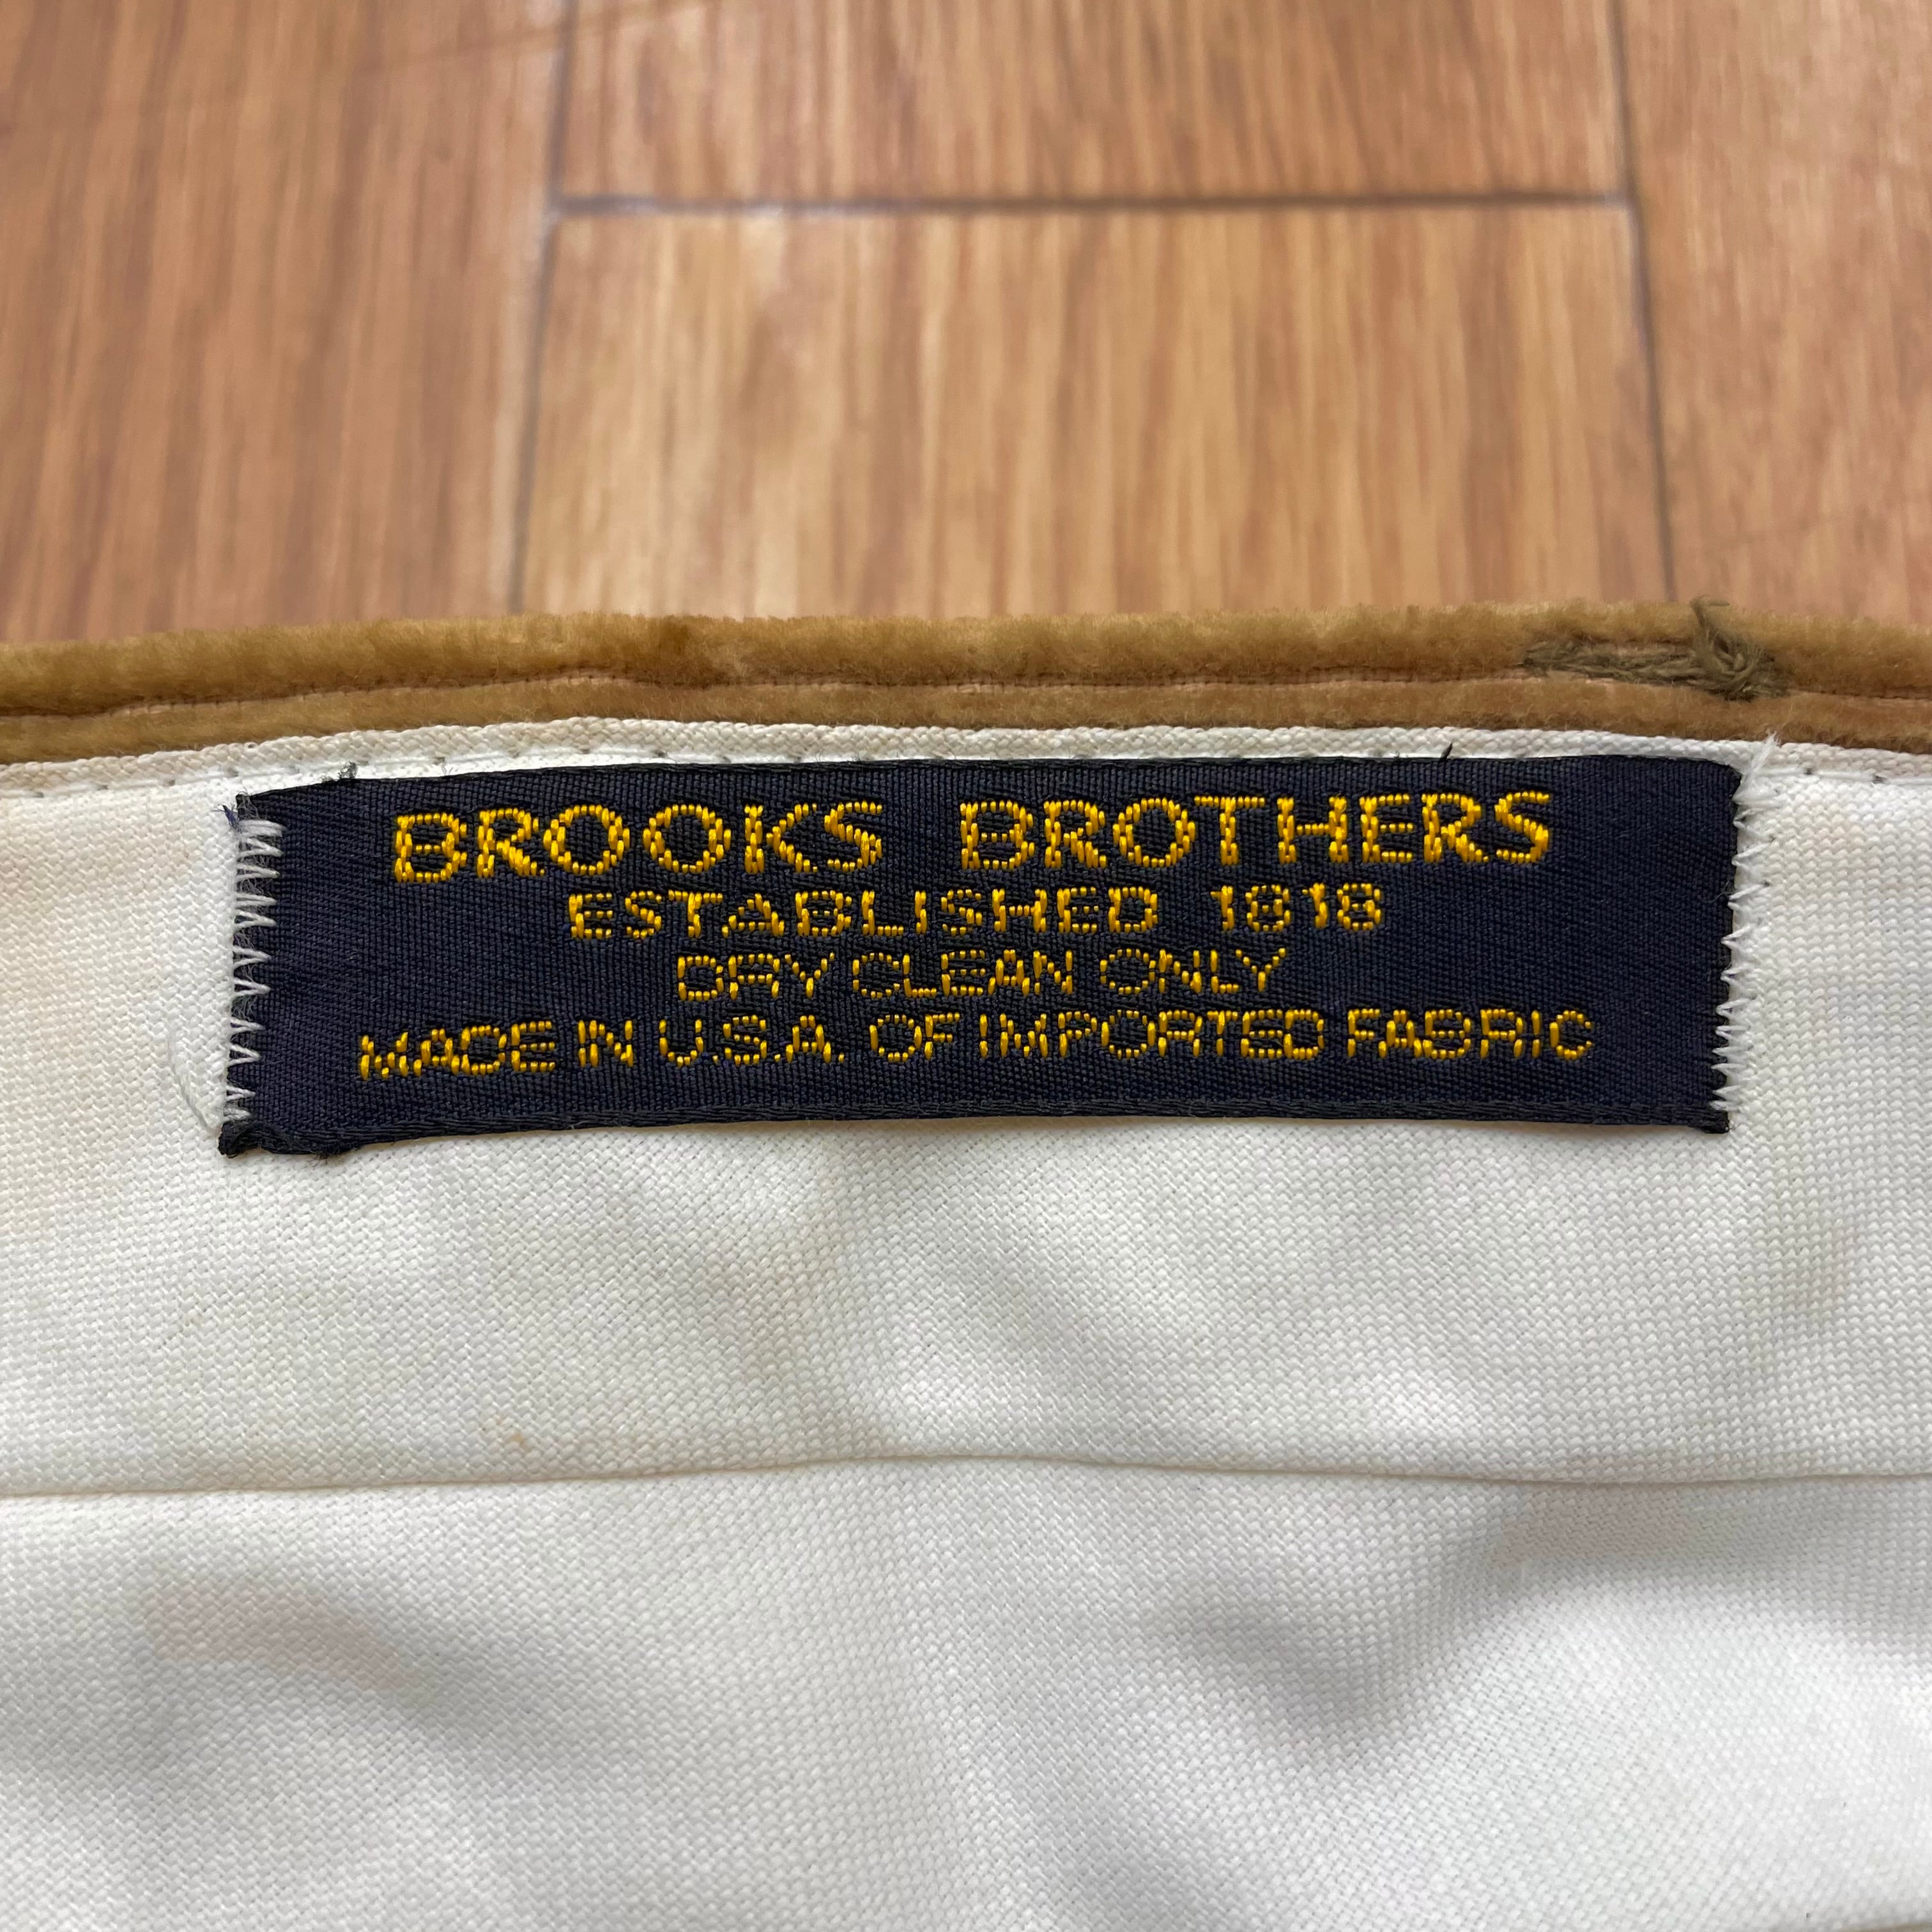 BROOKS BROTHERS
ESTABLISHED 1818
DRY CLEAN ONLY
MADE IN U.S.A. OF IMPORTED FABRIC